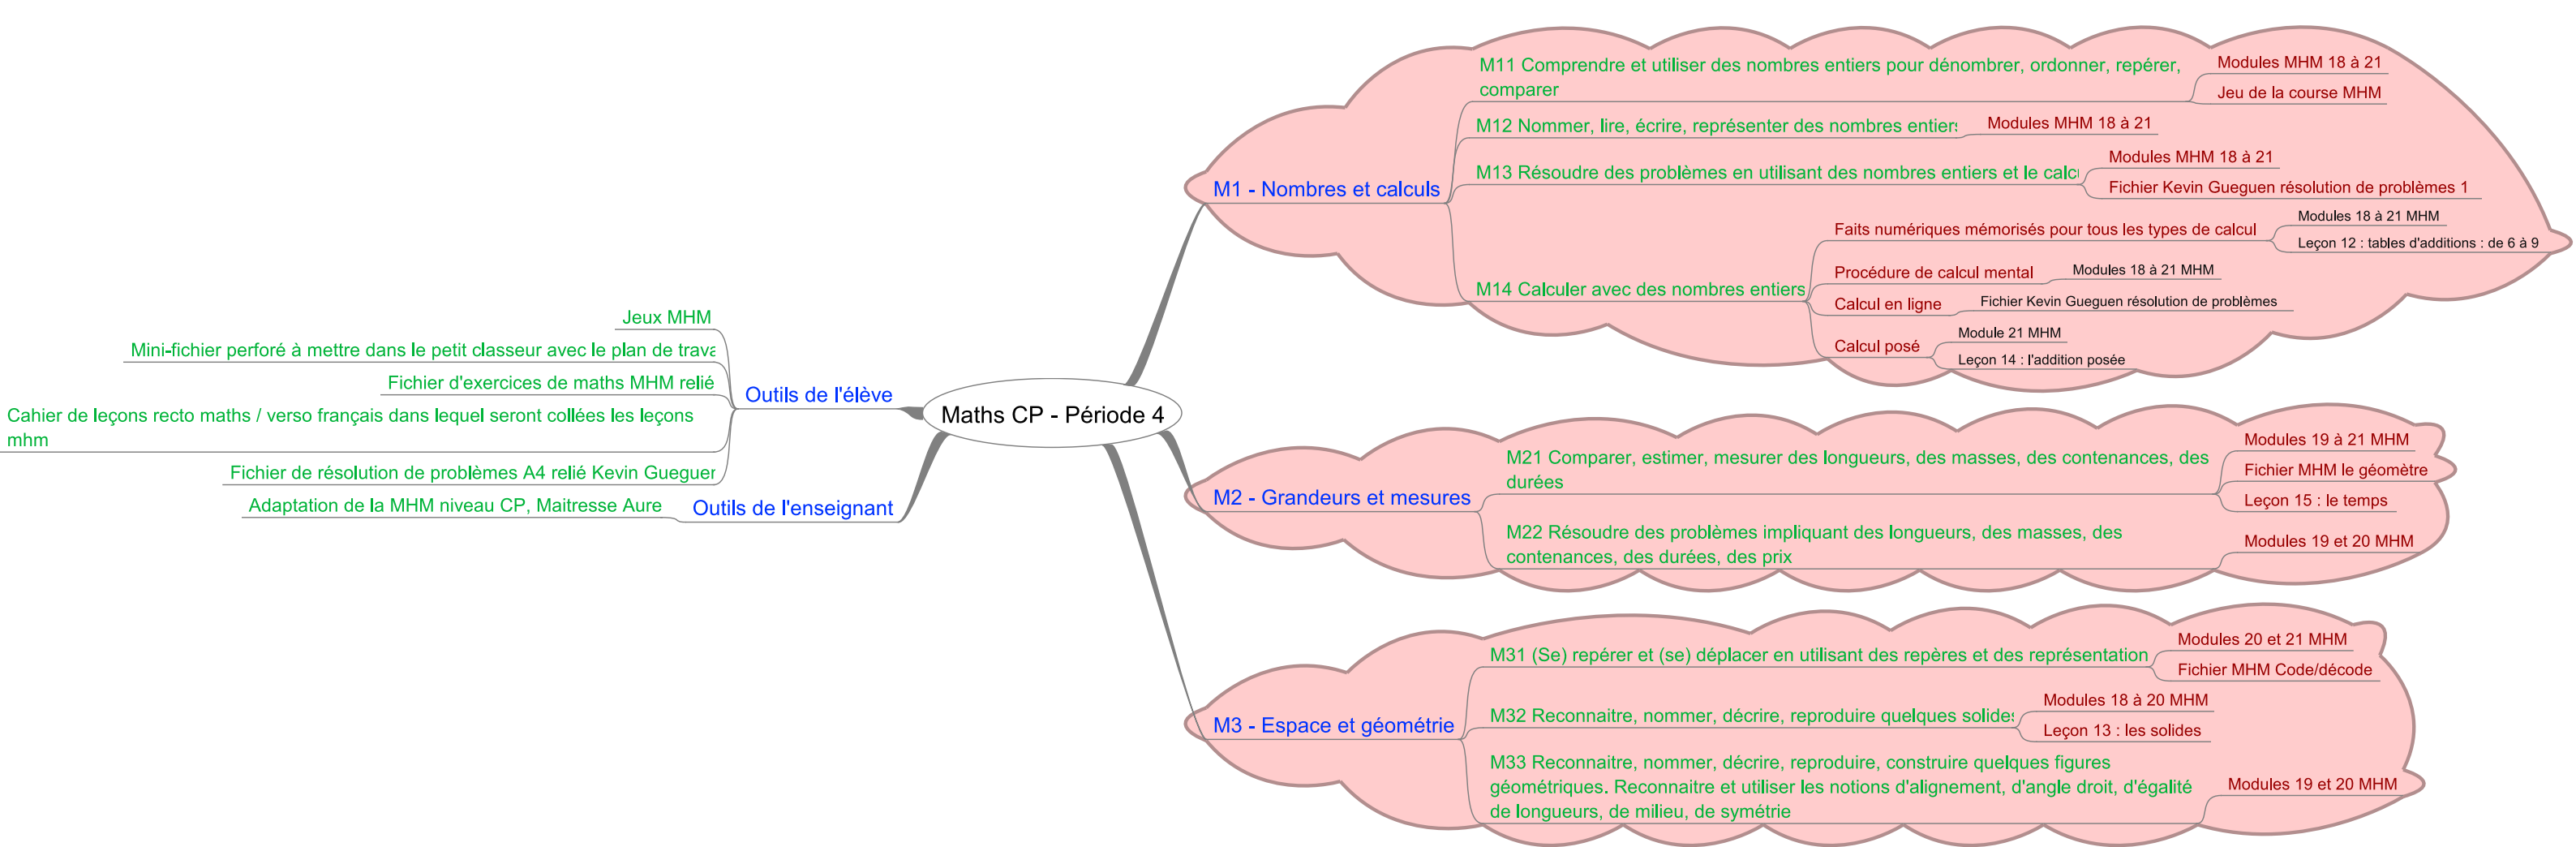 Maths CP - Période 4
M1 - Nombres et calculs
M11 Comprendre et utiliser des nombres entiers pour dénombrer, ordonner, repérer,
comparer
Modules MHM 18 à 21
Jeu de la course MHM
M12 Nommer, lire, écrire, représenter des nombres entiers
Modules MHM 18 à 21
M13 Résoudre des problèmes en utilisant des nombres entiers et le calc
Modules MHM 18 à 21
Fichier Kevin Gueguen résolution de problèmes 1
M14 Calculer avec des nombres entiers
Faits numériques mémorisés pour tous les types de calcul
Modules 18 à 21 MHM
Leçon 12 : tables d'additions : de 6 à 9
Procédure de calcul mental
Modules 18 à 21 MHM
Calcul en ligne
Fichier Kevin Gueguen résolution de problèmes
Calcul posé
Module 21 MHM
Leçon 14 : l'addition posée
M2 - Grandeurs et mesures
M21 Comparer, estimer, mesurer des longueurs, des masses, des contenances, des
durées
Modules 19 à 21 MHM
Fichier MHM le géomètre
Leçon 15 : le temps
M22 Résoudre des problèmes impliquant des longueurs, des masses, des
contenances, des durées, des prix
Modules 19 et 20 MHM
M3 - Espace et géométrie
M31 (Se) repérer et (se) déplacer en utilisant des repères et des représentation
Modules 20 et 21 MHM
Fichier MHM Code/décode
M32 Reconnaitre, nommer, décrire, reproduire quelques solides
Modules 18 à 20 MHM
Leçon 13 : les solides
M33 Reconnaitre, nommer, décrire, reproduire, construire quelques figures
géométriques. Reconnaitre et utiliser les notions d'alignement, d'angle droit, d'égalité
de longueurs, de milieu, de symétrie
Modules 19 et 20 MHM
Outils de l'élève
Jeux MHM
Mini-fichier perforé à mettre dans le petit classeur avec le plan de trava
Fichier d'exercices de maths MHM relié
Cahier de leçons recto maths / verso français dans lequel seront collées les leçons
mhm
Fichier de résolution de problèmes A4 relié Kevin Gueguen
Outils de l'enseignant
Adaptation de la MHM niveau CP, Maitresse Aure